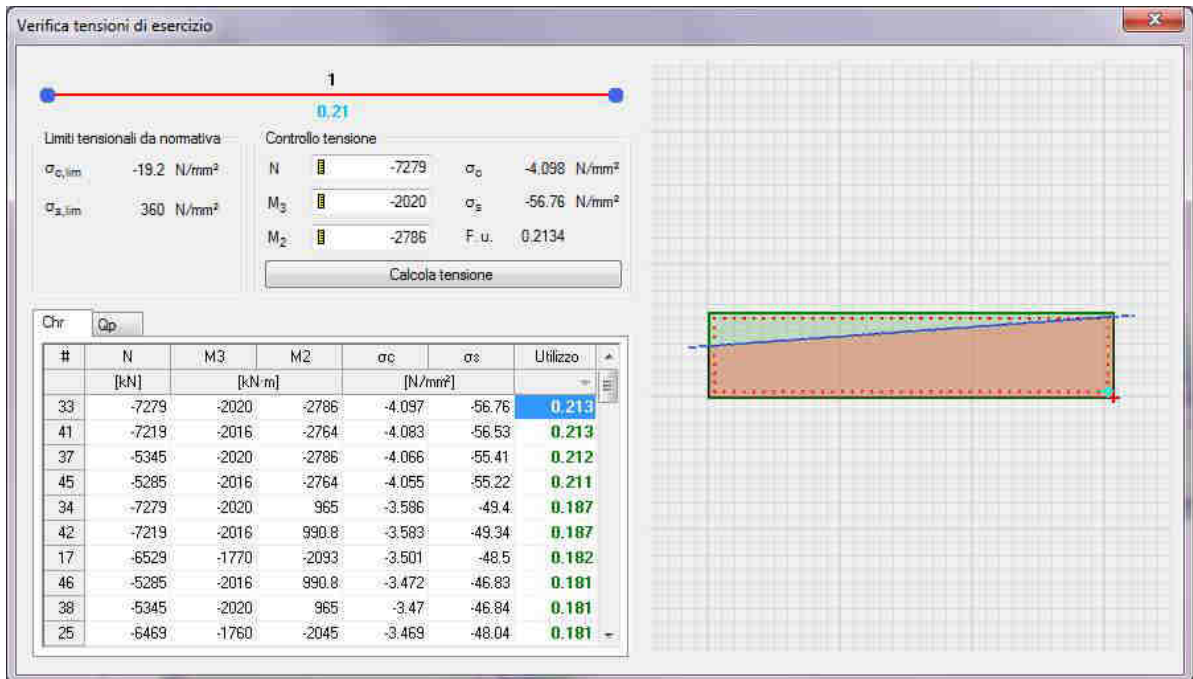 Verifica tensioni di esercizio
1
0.21
Limiti tensionali da normativa
σc,lim -19.2 N/mm²
σs,lim 360 N/mm²
Controllo tensione
N -7279 σc -4.098 N/mm²
M3 -2020 σs -56.76 N/mm²
M2 -2786 F. u. 0.2134
Calcola tensione
Chr Qp
# N M3 M2 σc σs Utilizzo
[kN] [kN·m] [N/mm²]
33 -7279 -2020 -2786 -4.097 -56.76 0.213
41 -7219 -2016 -2764 -4.083 -56.53 0.213
37 -5345 -2020 -2786 -4.066 -55.41 0.212
45 -5285 -2016 -2764 -4.055 -55.22 0.211
34 -7279 -2020 965 -3.586 -49.4 0.187
42 -7219 -2016 990.8 -3.583 -49.34 0.187
17 -6529 -1770 -2093 -3.501 -48.5 0.182
46 -5285 -2016 990.8 -3.472 -46.83 0.181
38 -5345 -2020 965 -3.47 -46.84 0.181
25 -6469 -1760 -2045 -3.469 -48.04 0.181